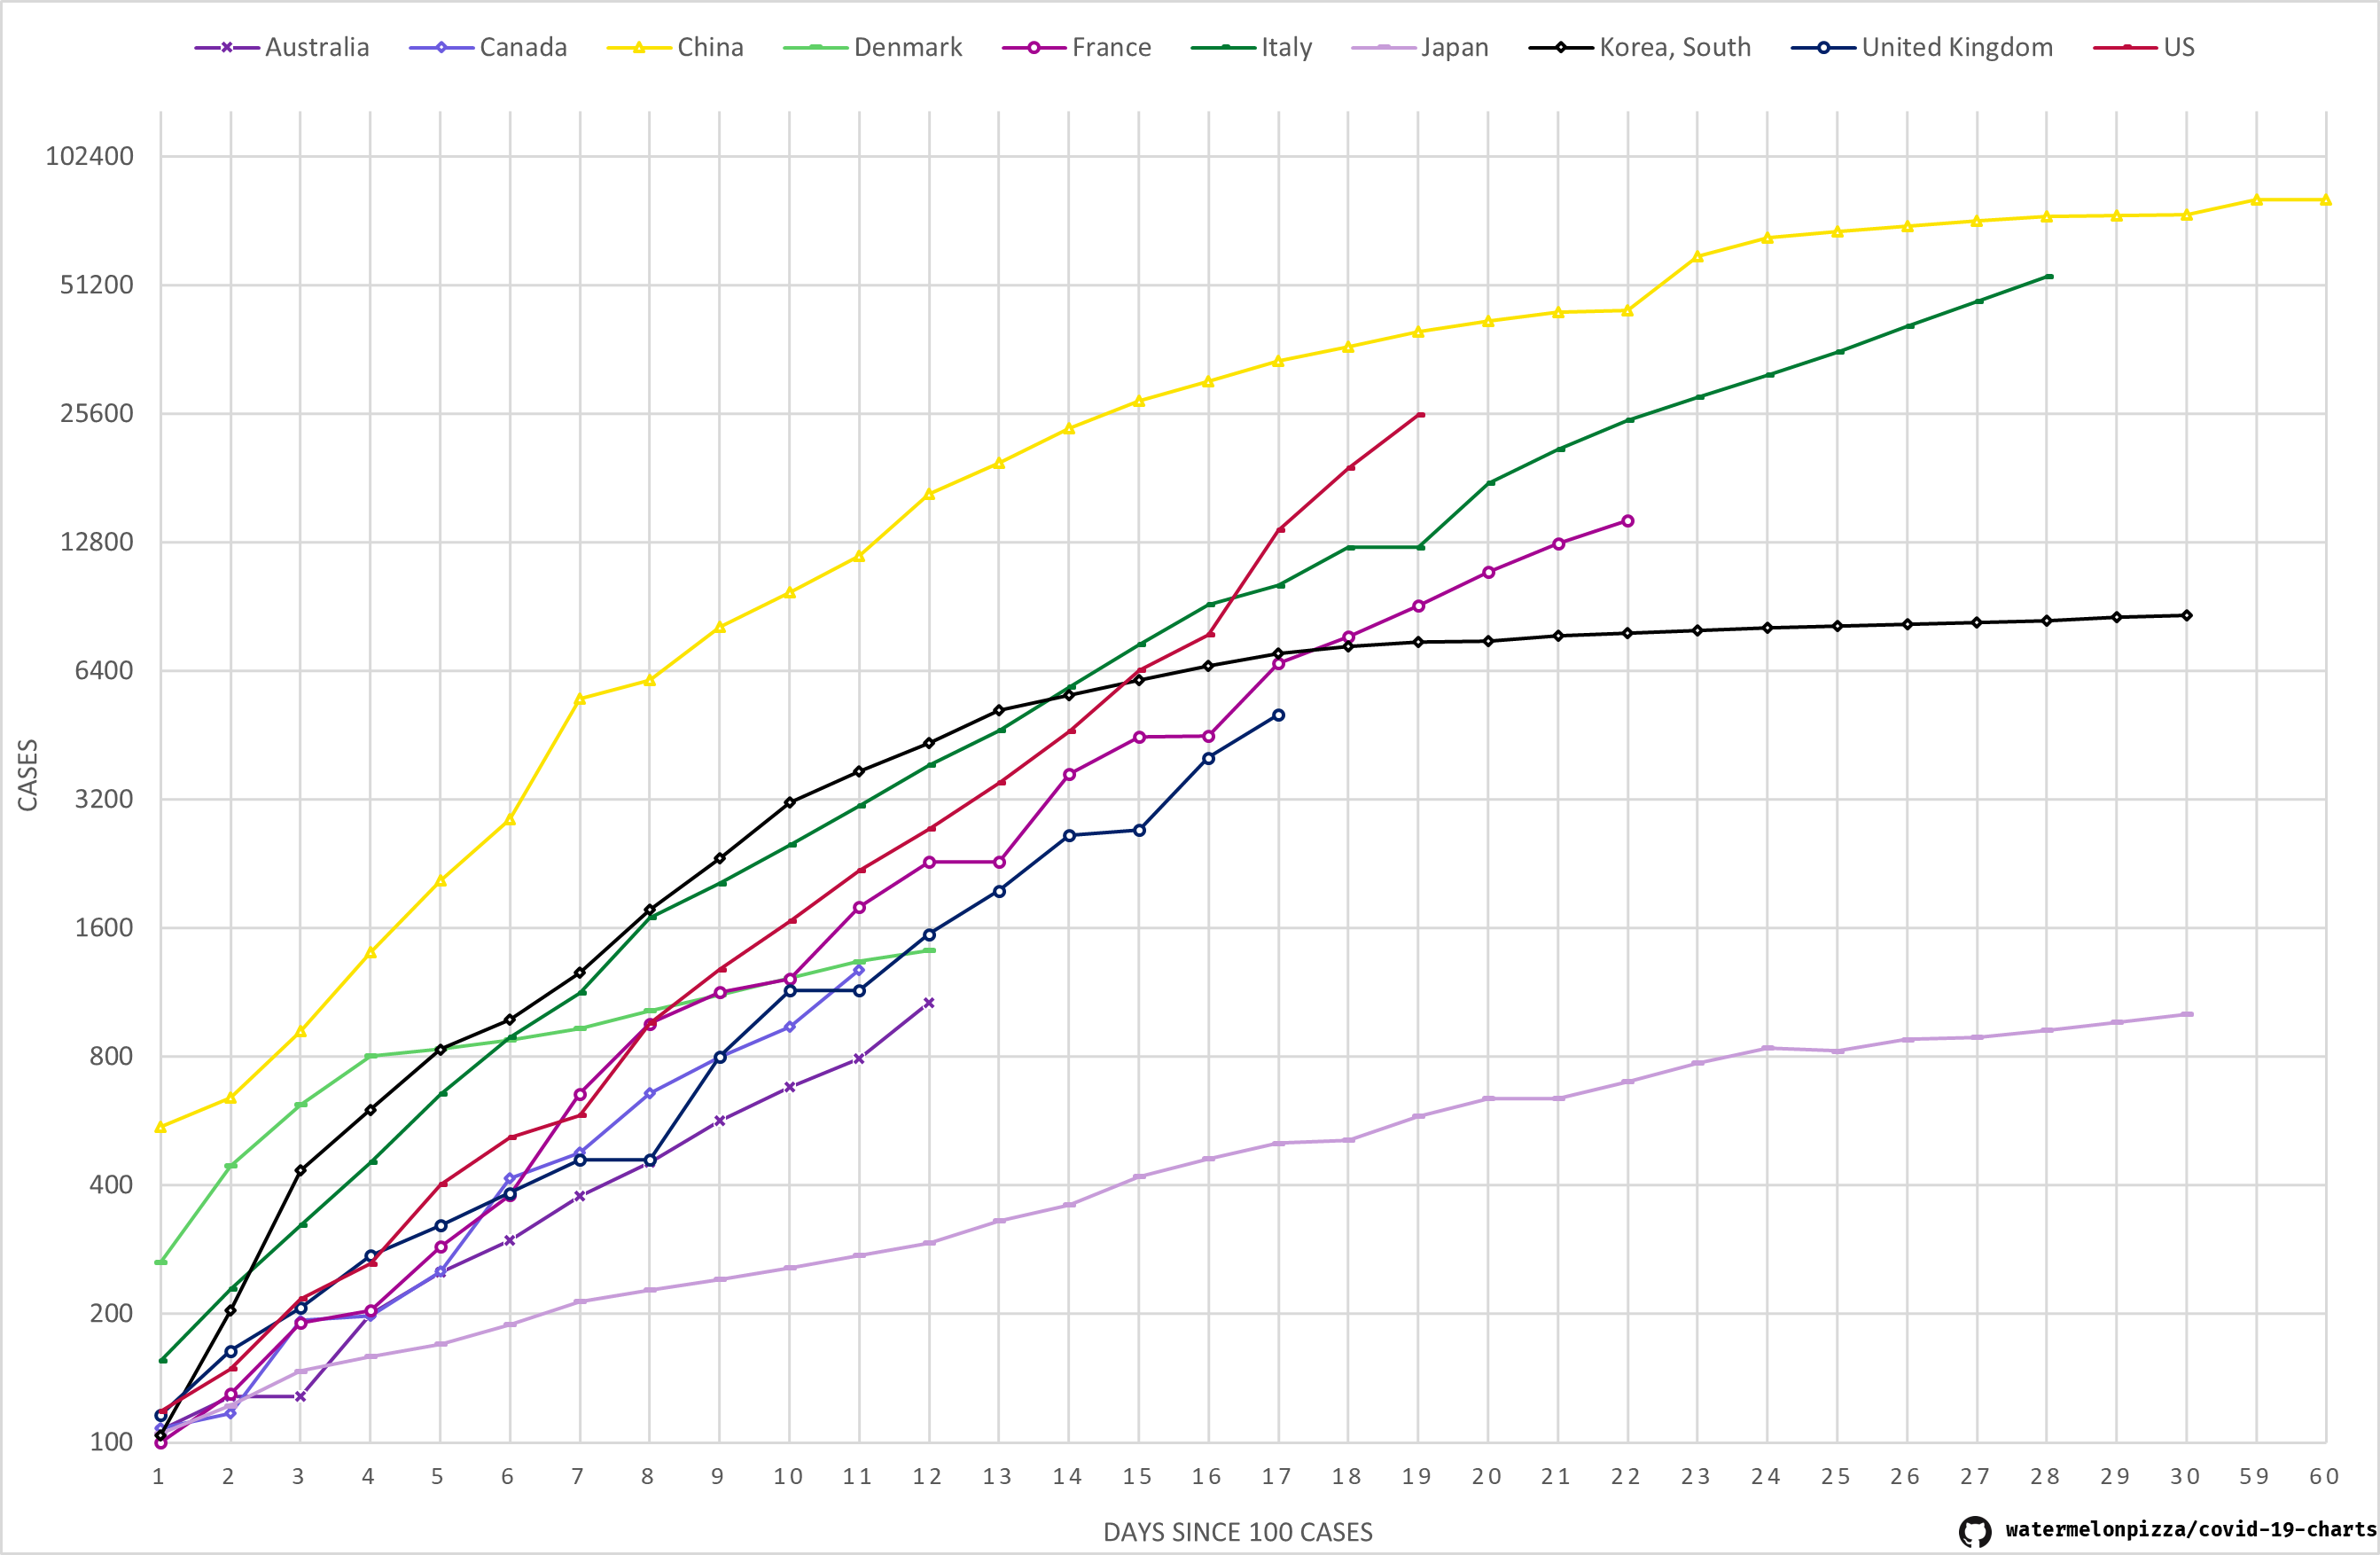 Australia Canada China Denmark France Italy Japan Korea, South United Kingdom US
102400
51200
25600
12800
6400
3200
1600
800
400
200
100
CASES
1 2 3 4 5 6 7 8 9 10 11 12 13 14 15 16 17 18 19 20 21 22 23 24 25 26 27 28 29 30 59 60
DAYS SINCE 100 CASES
watermelonpizza/covid-19-charts